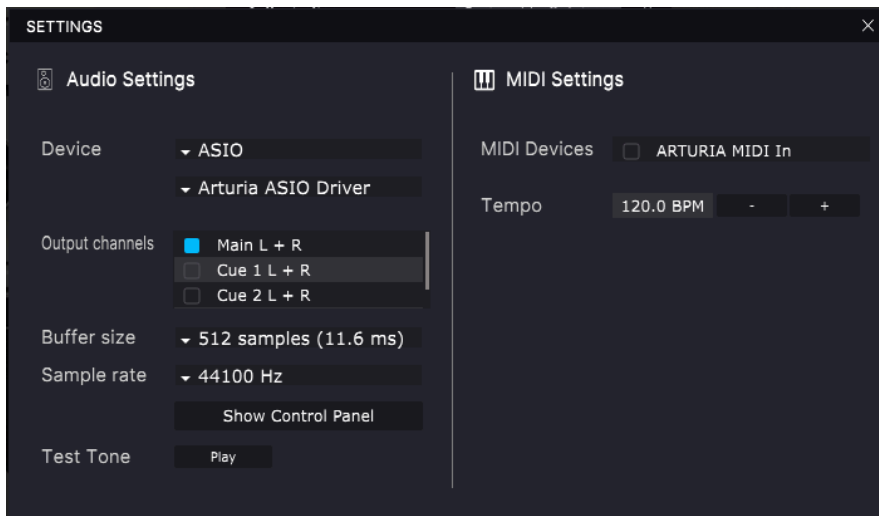 SETTINGS
Audio Settings
Device
ASIO
Arturia ASIO Driver
Output channels
Main L + R
Cue 1 L + R
Cue 2 L + R
Buffer size
512 samples (11.6 ms)
Sample rate
44100 Hz
Show Control Panel
Test Tone
Play
MIDI Settings
MIDI Devices
ARTURIA MIDI In
Tempo
120.0 BPM
-
+